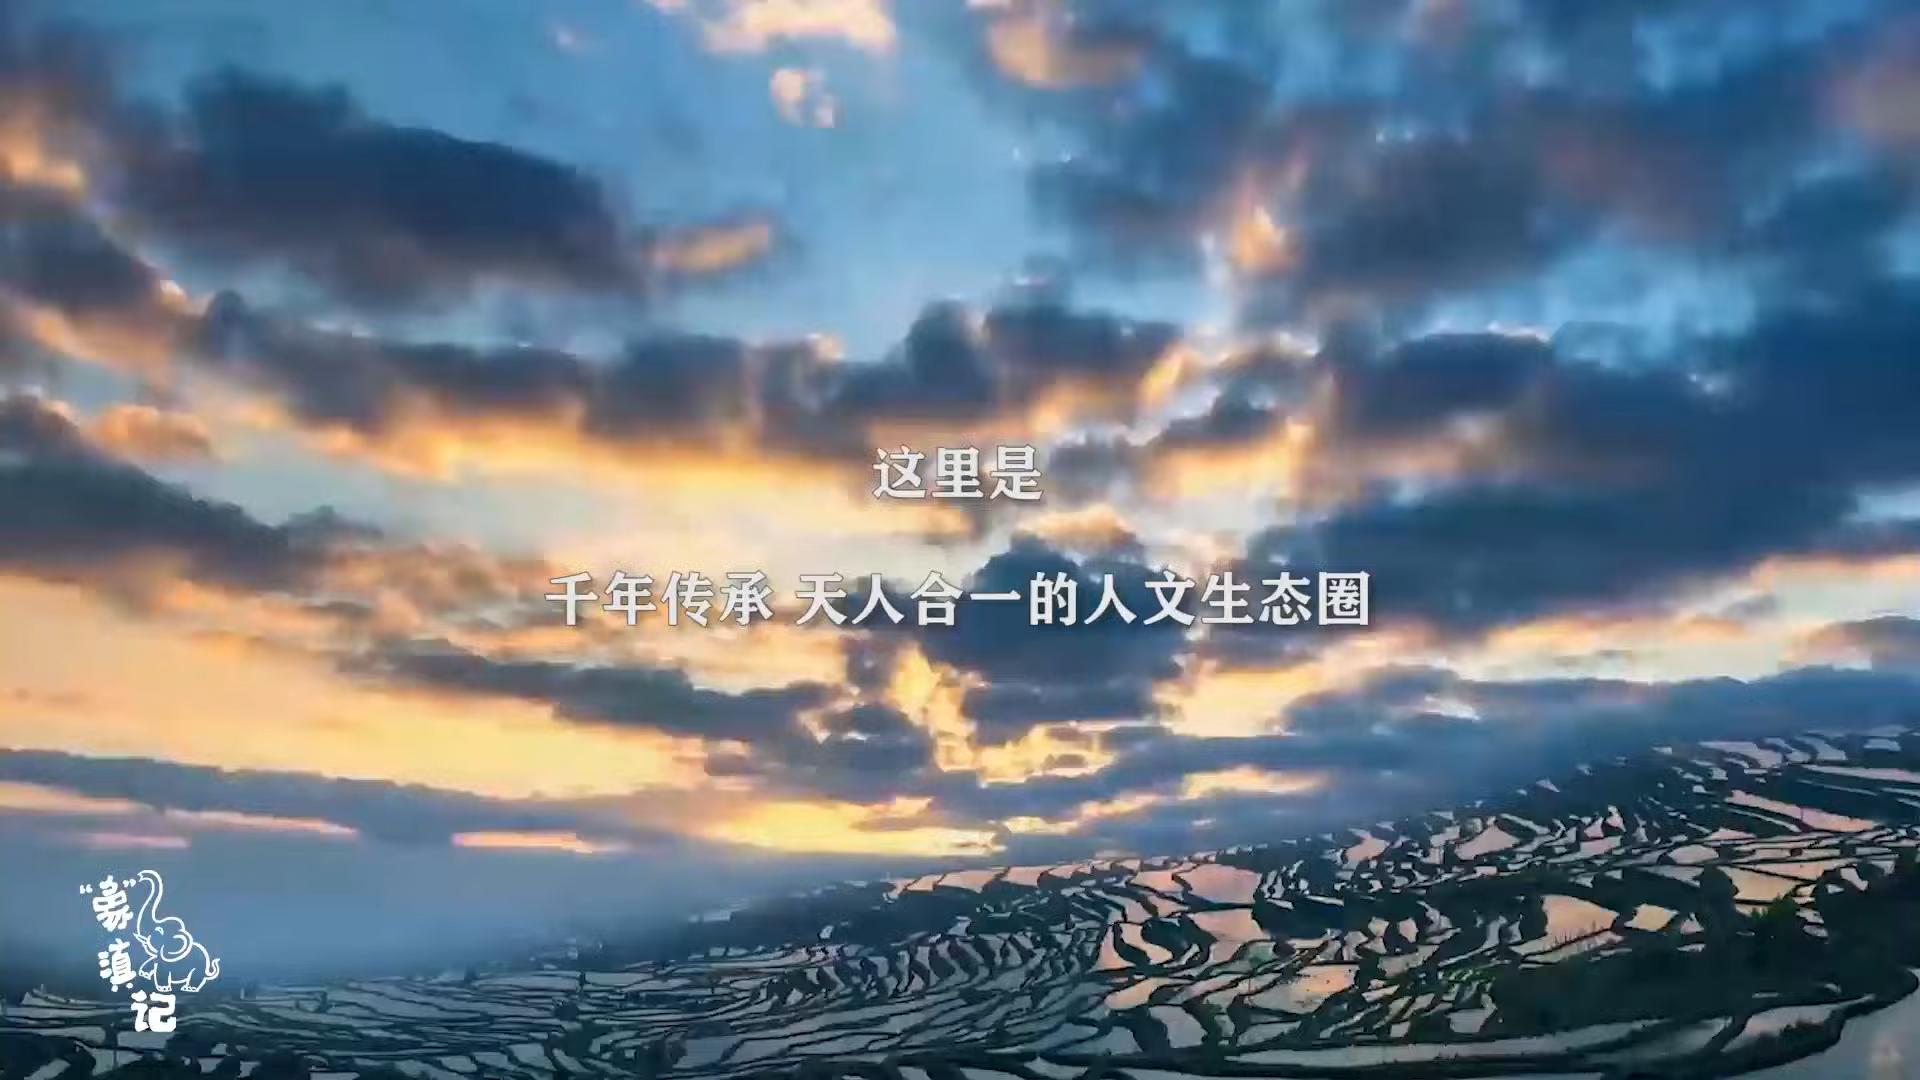 这里是
千年传承 天人合一的人文生态圈
“象”
滇
记